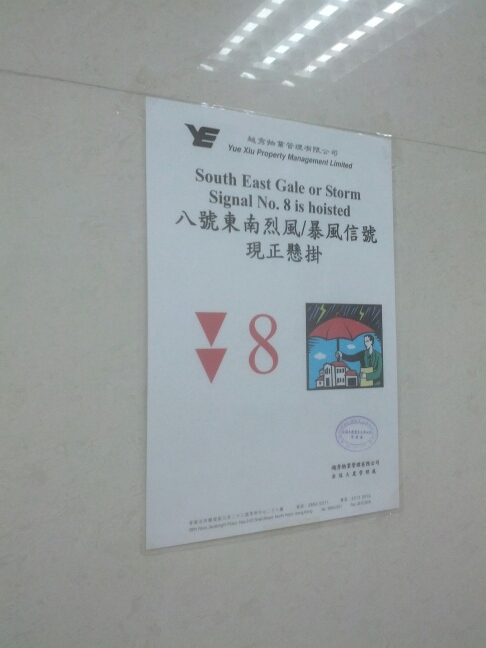 YE
越秀物業管理有限公司
Yue Xiu Property Management Limited
South East Gale or Storm
Signal No. 8 is hoisted
八號東南烈風/暴風信號
現正懸掛
8
越秀物業管理有限公司